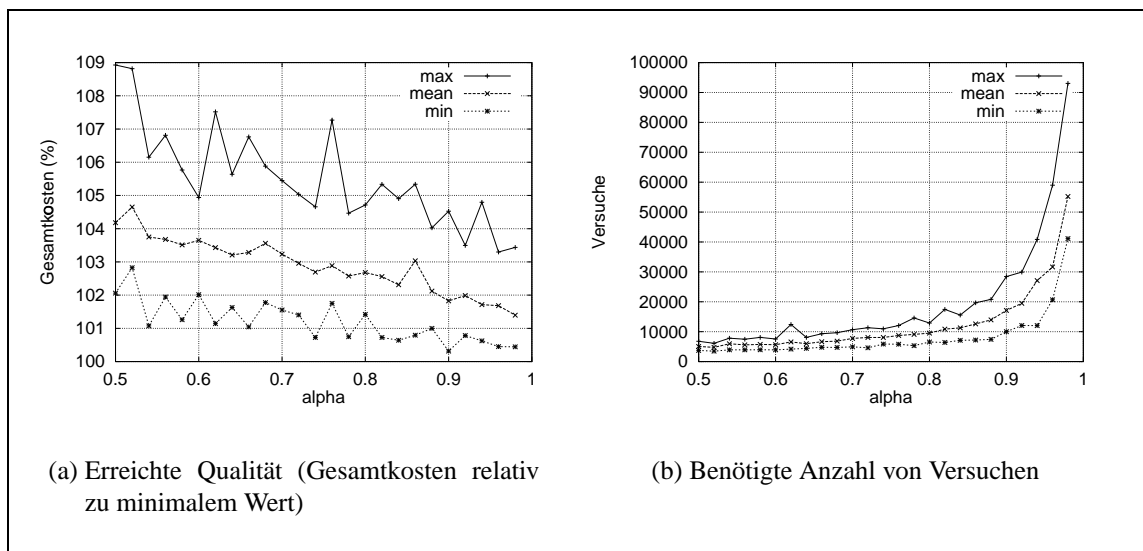 109
108
107
106
105
104
103
102
101
100
Gesamtkosten (%)
max
mean
min
0.5 0.6 0.7 0.8 0.9 1
alpha
(a) Erreichte Qualität (Gesamtkosten relativ
zu minimalem Wert)
100000
90000
80000
70000
60000
50000
40000
30000
20000
10000
0
Versuche
max
mean
min
0.5 0.6 0.7 0.8 0.9 1
alpha
(b) Benötigte Anzahl von Versuchen